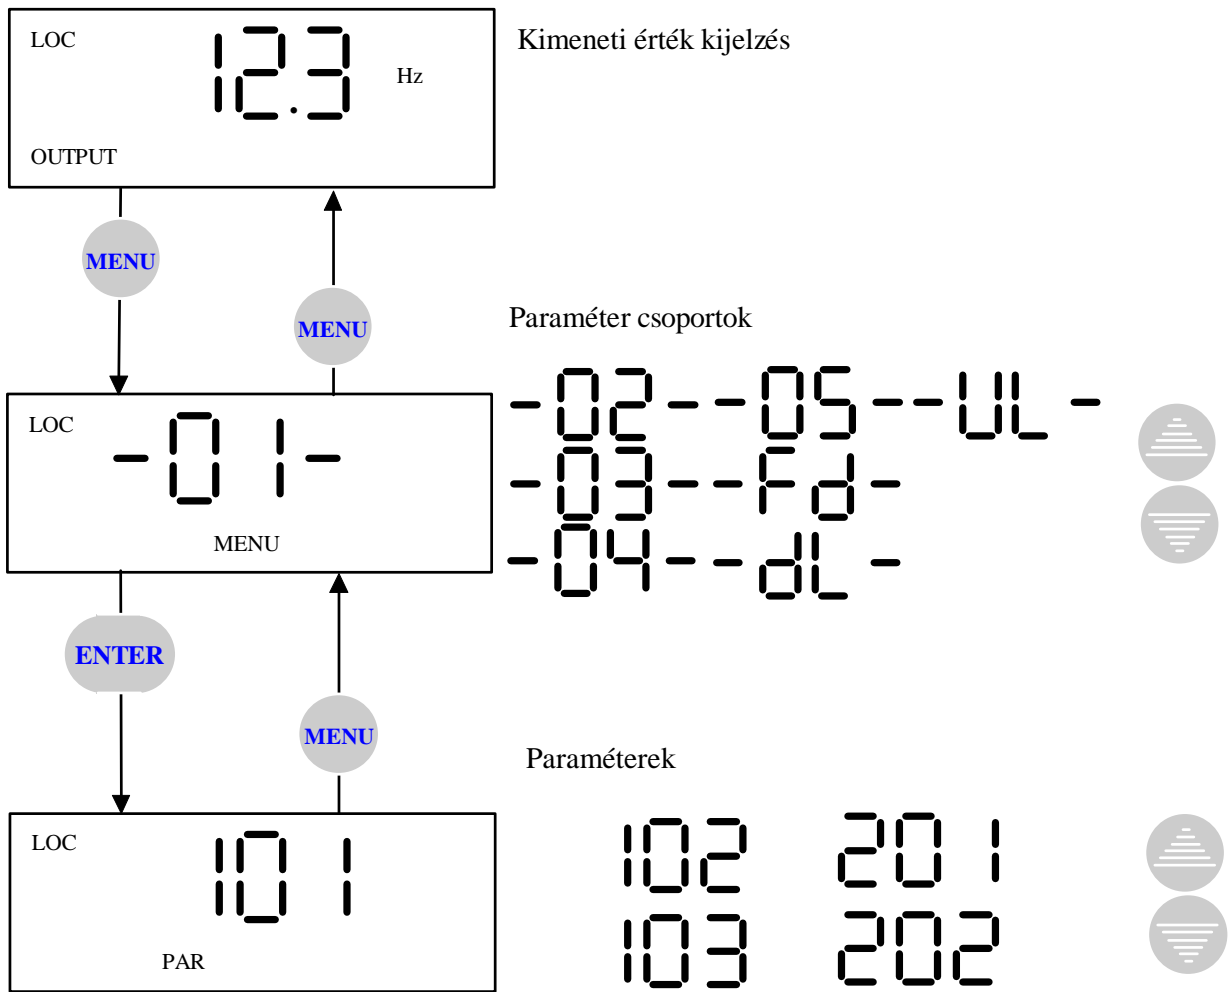 LOC
12.3
Hz
OUTPUT
Kimeneti érték kijelzés
MENU
MENU
Paraméter csoportok
LOC
-01-
MENU
-02- -05- -UL -
-03- -Fd-
-04- -dL -
ENTER
MENU
Paraméterek
LOC
101
PAR
102 201
103 202